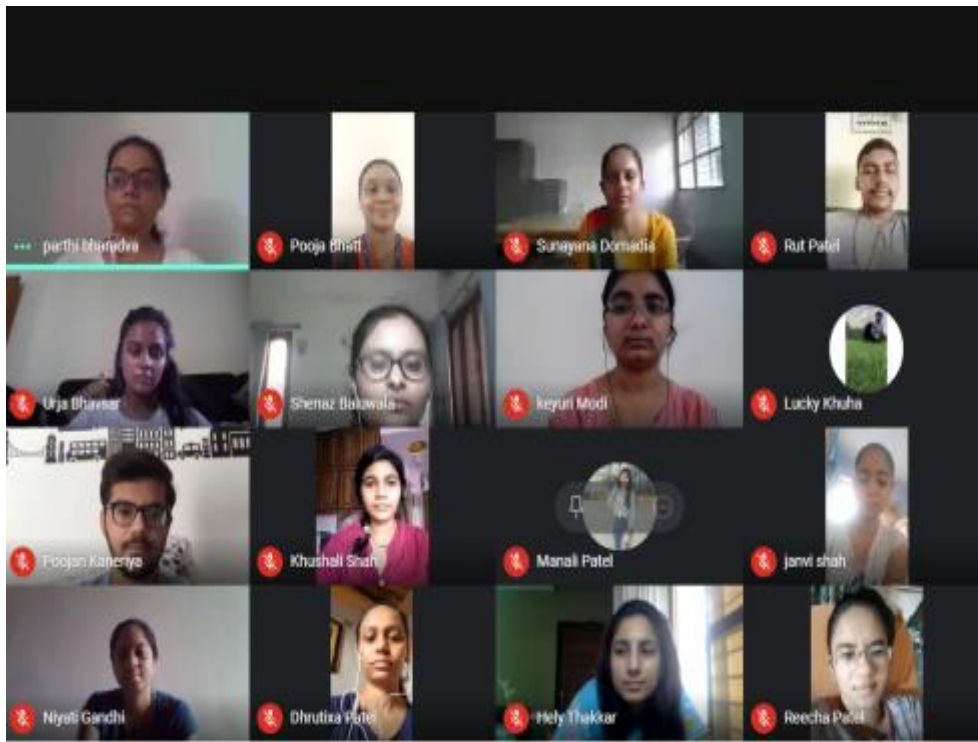 parthi bharadva
Pooja Bhatt
Sunayana Domadia
Rut Patel
Urja Bhavsar
Shenaz Baluwala
keyuri Modi
Lucky Khuha
Poojan Kaneriya
Khushali Shah
Manali Patel
janvi shah
Niyati Gandhi
Dhrutixa Patel
Hely Thakkar
Reecha Patel